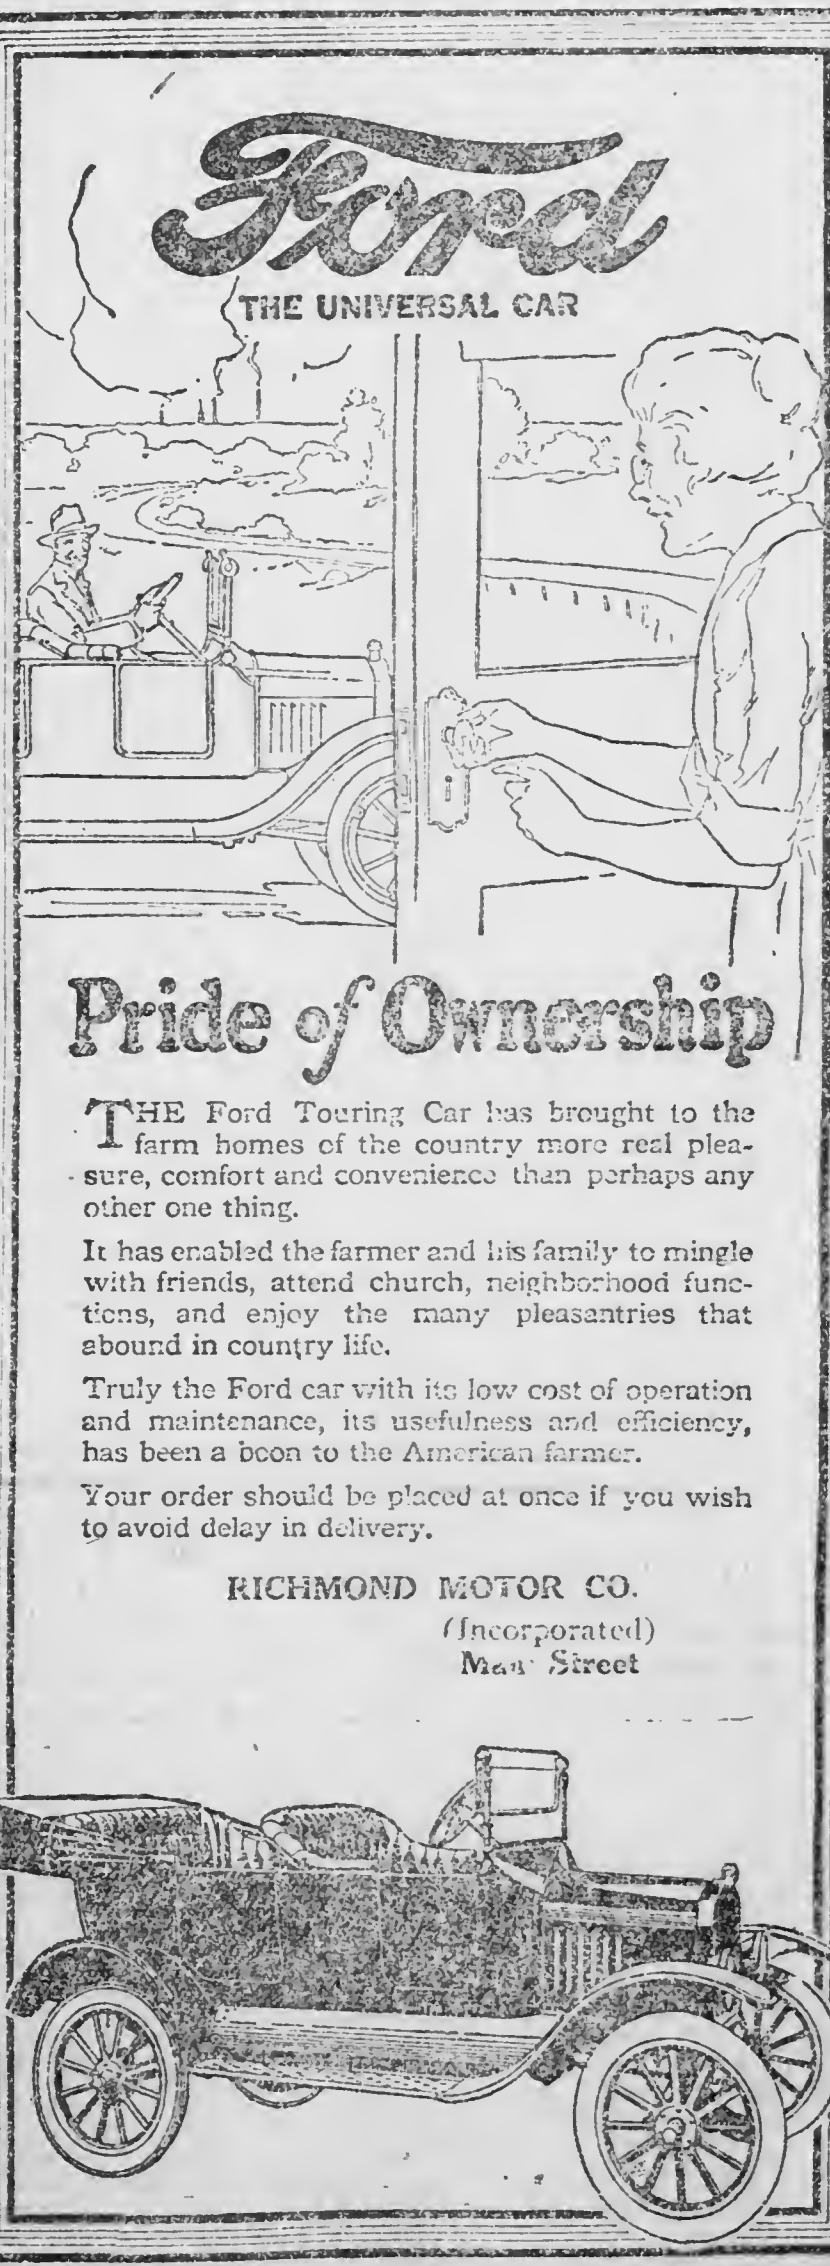 Ford
THE UNIVERSAL CAR
Pride of Ownership
THE Ford Touring Car has brought to the
farm homes of the country more real plea-
sure, comfort and convenience than perhaps any
other one thing.
It has enabled the farmer and his family to mingle
with friends, attend church, neighborhood func-
tions, and enjoy the many pleasantries that
abound in country life.
Truly the Ford car with its low cost of operation
and maintenance, its usefulness and efficiency,
has been a boon to the American farmer.
Your order should be placed at once if you wish
to avoid delay in delivery.
RICHMOND MOTOR CO.
(Incorporated)
Main Street